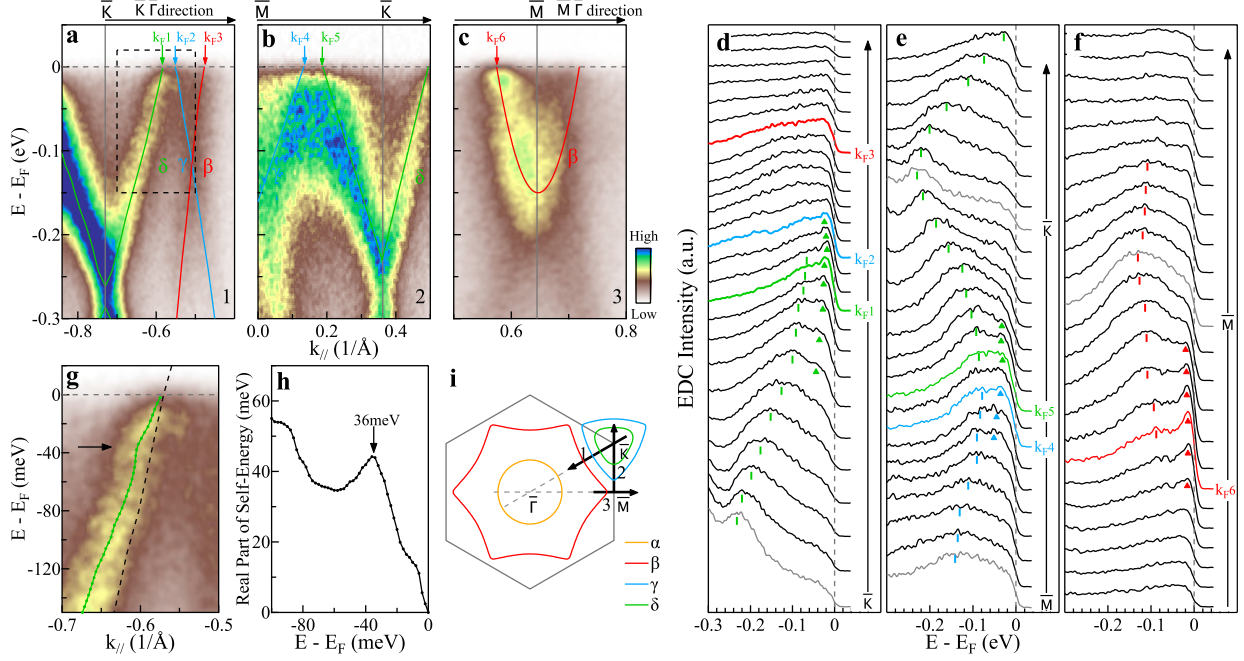 M̅ K̅ Γ̅ direction
K̅
M̅
K̅
M̅
M̅ Γ̅ direction
a
kF1
kF2
kF3
b
kF4
kF5
c
kF6
d
e
f
0
-0.1
-0.2
-0.3
E - EF (eV)
δ
γ
β
1
δ
2
β
3
High
Low
-0.8
-0.6
-0.4
0.0
0.2
0.4
0.6
0.8
k// (1/Å)
EDC Intensity (a.u.)
kF3
kF2
kF1
K̅
kF5
kF4
K̅
M̅
kF6
M̅
-0.3
-0.2
-0.1
0
-0.2
-0.1
0
-0.2
-0.1
0
E - EF (eV)
g
0
-40
-80
-120
E - EF (meV)
-0.7
-0.6
-0.5
k// (1/Å)
h
60
40
20
0
Real Part of Self-Energy (meV)
36meV
-80
-40
0
E - EF (meV)
i
1
K̅
2
3
M̅
Γ̅
α
β
γ
δ